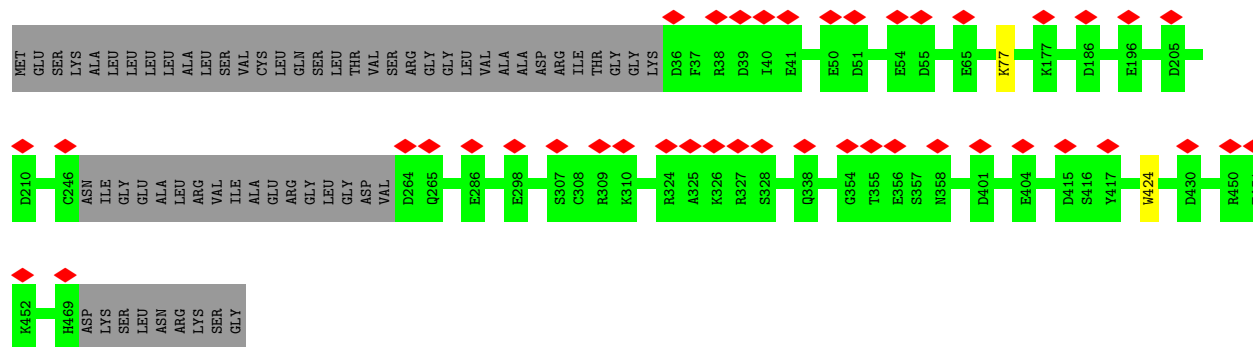 MET GLU SER LYS ALA LEU LEU LEU LEU ALA LEU SER VAL CYS LEU GLN SER LEU THR VAL SER ARG GLY GLY LEU VAL ALA ALA ASP ARG ILE THR GLY GLY LYS D36 F37 R38 D39 I40 E41 E50 D51 E54 D55 E65 K77 K177 D186 E196 D205
D210 C246 ASN ILE GLY GLU ALA LEU ARG VAL ILE ALA GLU ARG GLY LEU GLY ASP VAL D264 Q265 E286 E298 S307 C308 R309 K310 R324 A325 K326 R327 S328 Q338 G354 T355 E356 S357 N358 D401 E404 D415 S416 Y417 W424 D430 R450
K452 H469 ASP LYS SER LEU ASN ARG LYS SER GLY